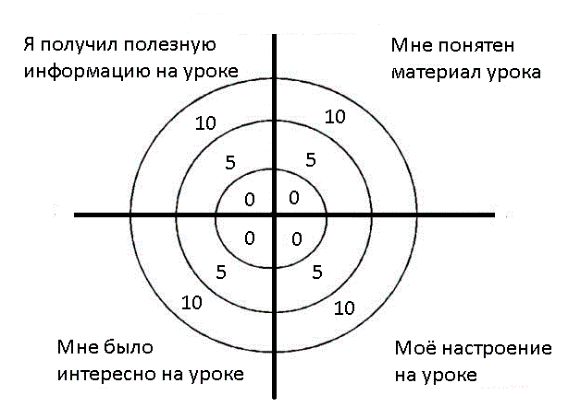 Я получил полезную
информацию на уроке
Мне понятен
материал урока
10
10
5
5
0
0
0
0
5
5
10
10
Мне было
интересно на уроке
Моё настроение
на уроке